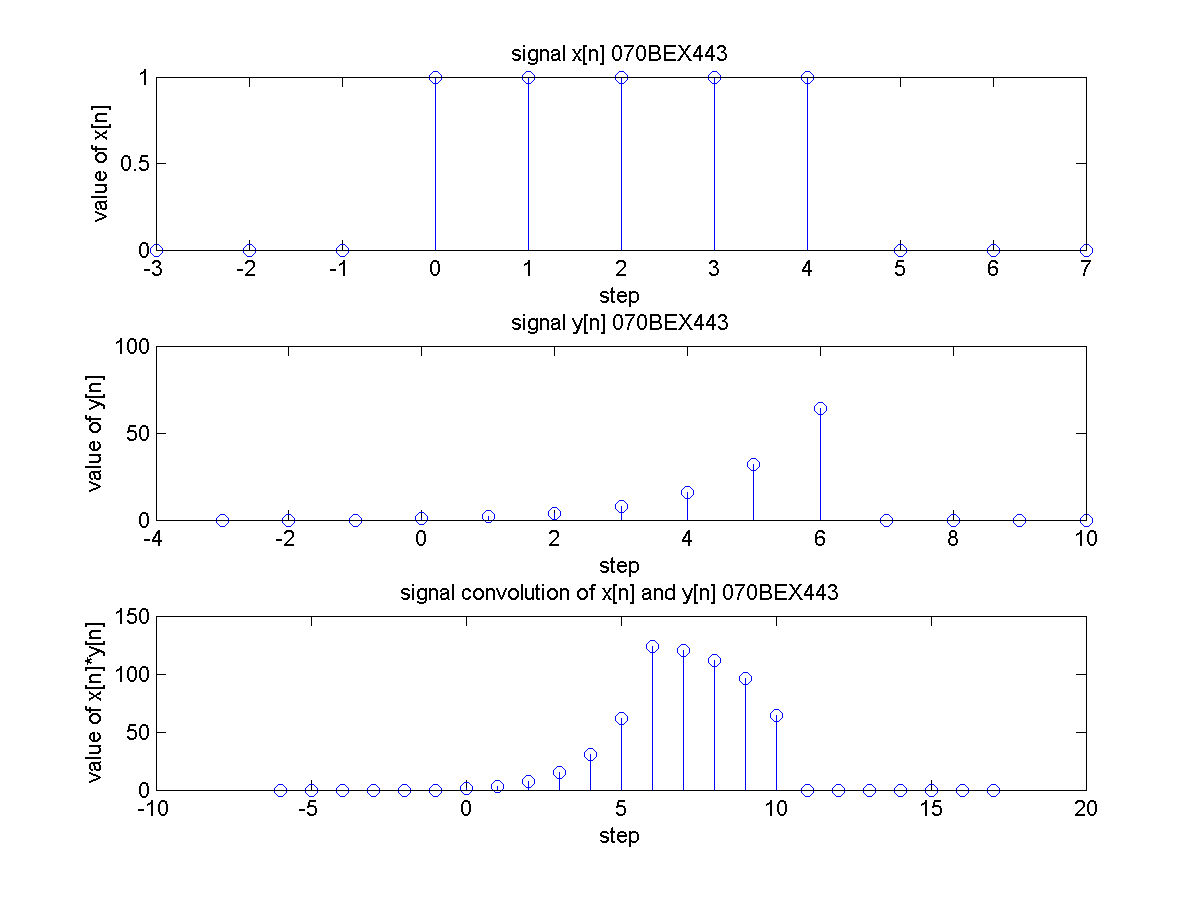 signal x[n] 070BEX443
value of x[n]
1
0.5
0
-3 -2 -1 0 1 2 3 4 5 6 7
step
signal y[n] 070BEX443
value of y[n]
100
50
0
-4 -2 0 2 4 6 8 10
step
signal convolution of x[n] and y[n] 070BEX443
value of x[n]*y[n]
150
100
50
0
-10 -5 0 5 10 15 20
step